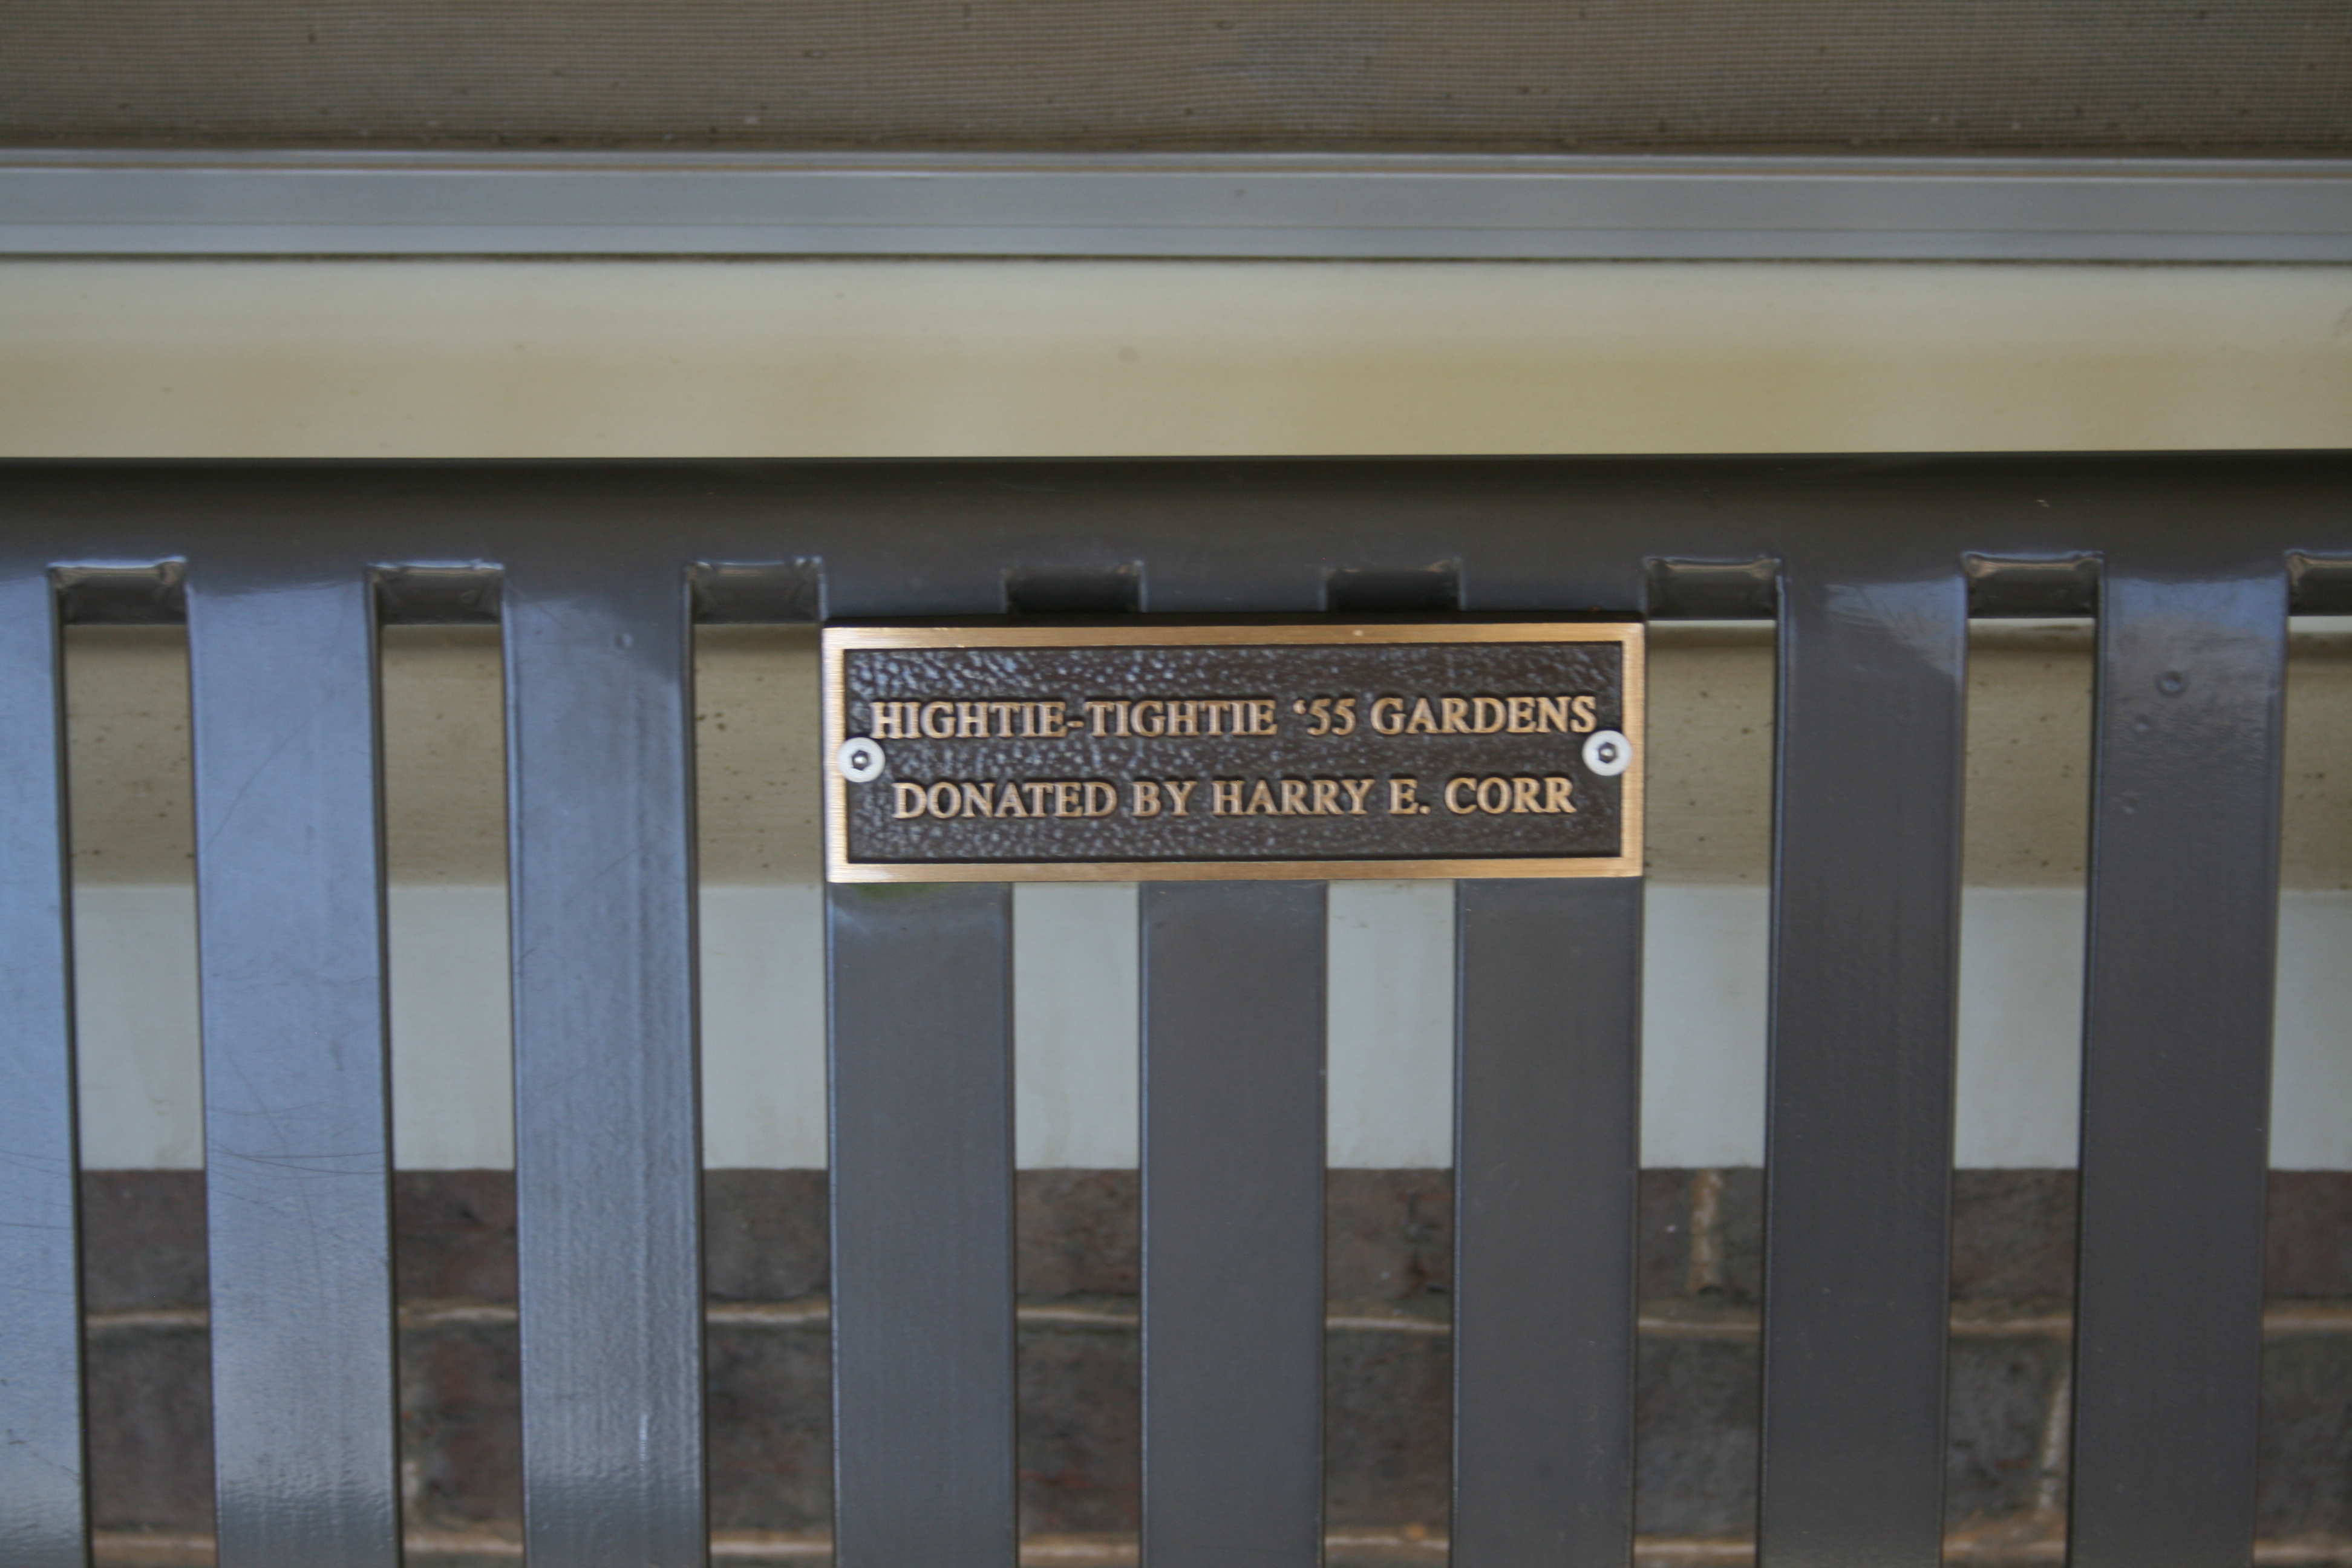 HIGHTIE-TIGHTIE ‘55 GARDENS
DONATED BY HARRY E. CORR